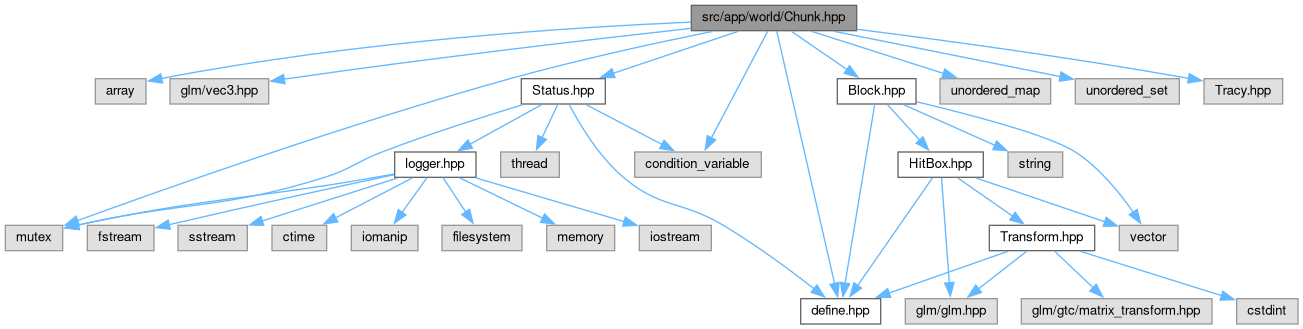 src/app/world/Chunk.hpp
array
glm/vec3.hpp
Status.hpp
Block.hpp
unordered_map
unordered_set
Tracy.hpp
logger.hpp
thread
condition_variable
HitBox.hpp
string
mutex
fstream
sstream
ctime
iomanip
filesystem
memory
iostream
Transform.hpp
vector
define.hpp
glm/glm.hpp
glm/gtc/matrix_transform.hpp
cstdint